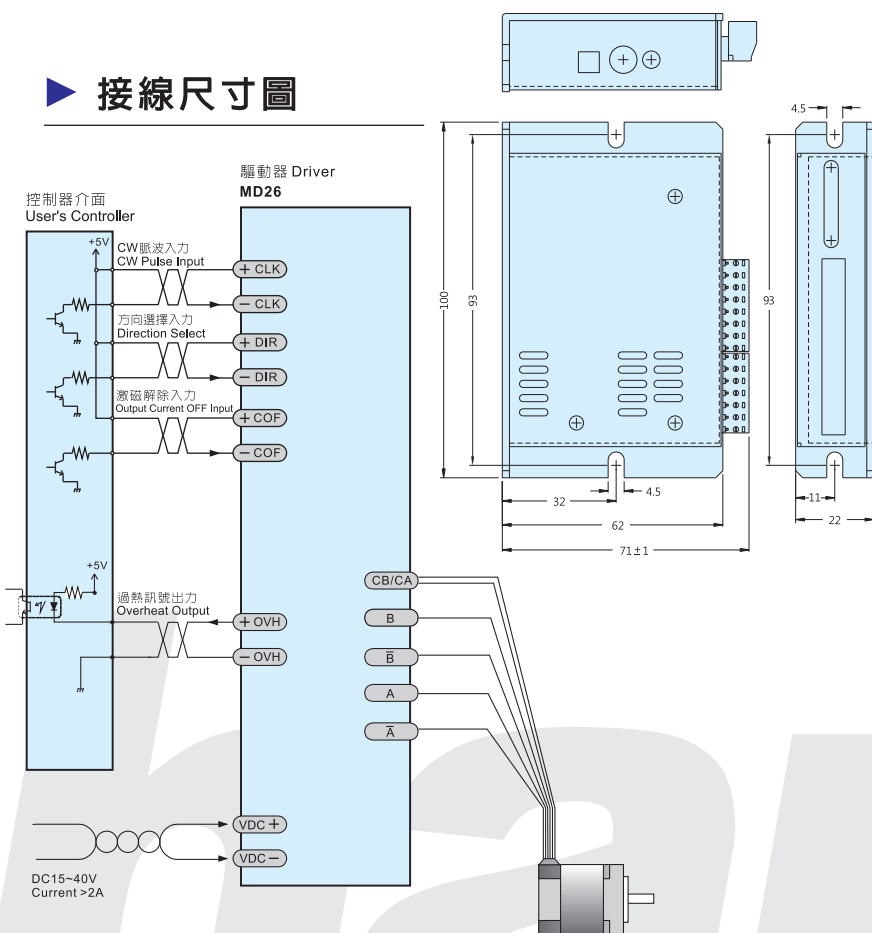 接線尺寸圖
驅動器 Driver
MD26
控制器介面
User's Controller
+5V
CW脈波入力
CW Pulse Input
+ CLK
− CLK
方向選擇入力
Direction Select
+ DIR
− DIR
激磁解除入力
Output Current OFF Input
+ COF
− COF
+5V
過熱訊號出力
Overheat Output
+ OVH
− OVH
CB/CA
B
B̅
A
A̅
VDC +
VDC −
DC15~40V
Current >2A
100
93
32
4.5
62
71±1
4.5
93
11
22